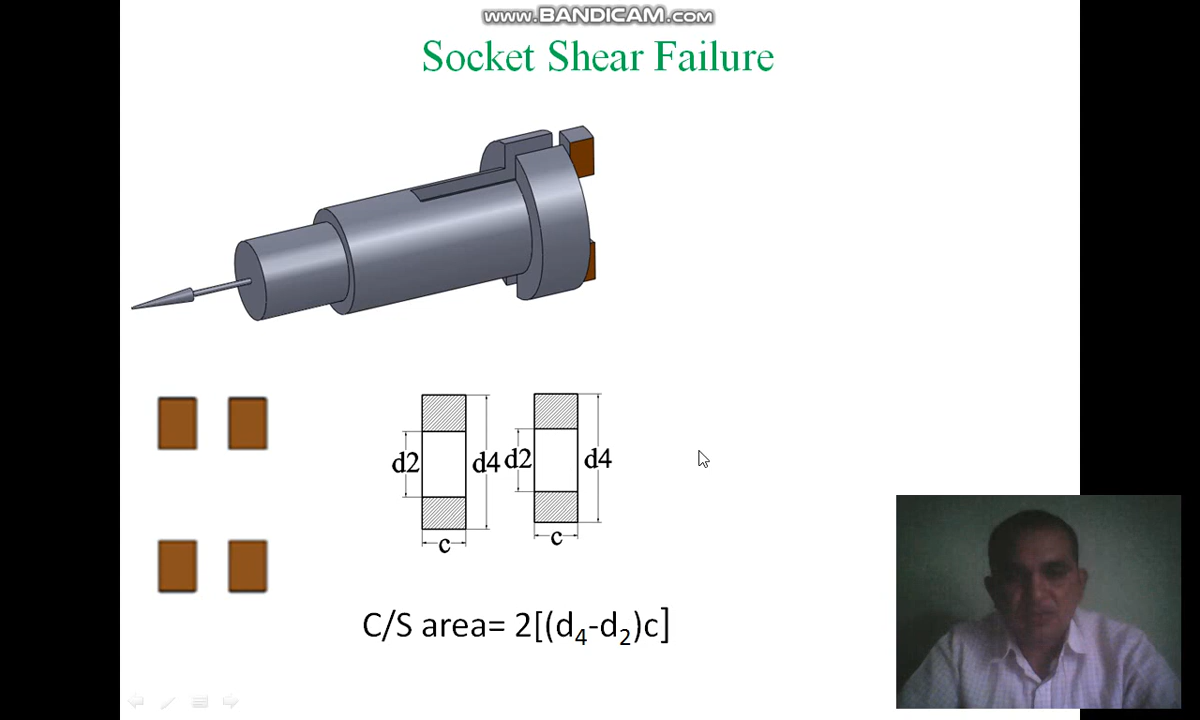 WWW.BANDICAM.COM
Socket Shear Failure
d2 d4 d2 d4
c c
C/S area= 2[(d₄-d₂)c]